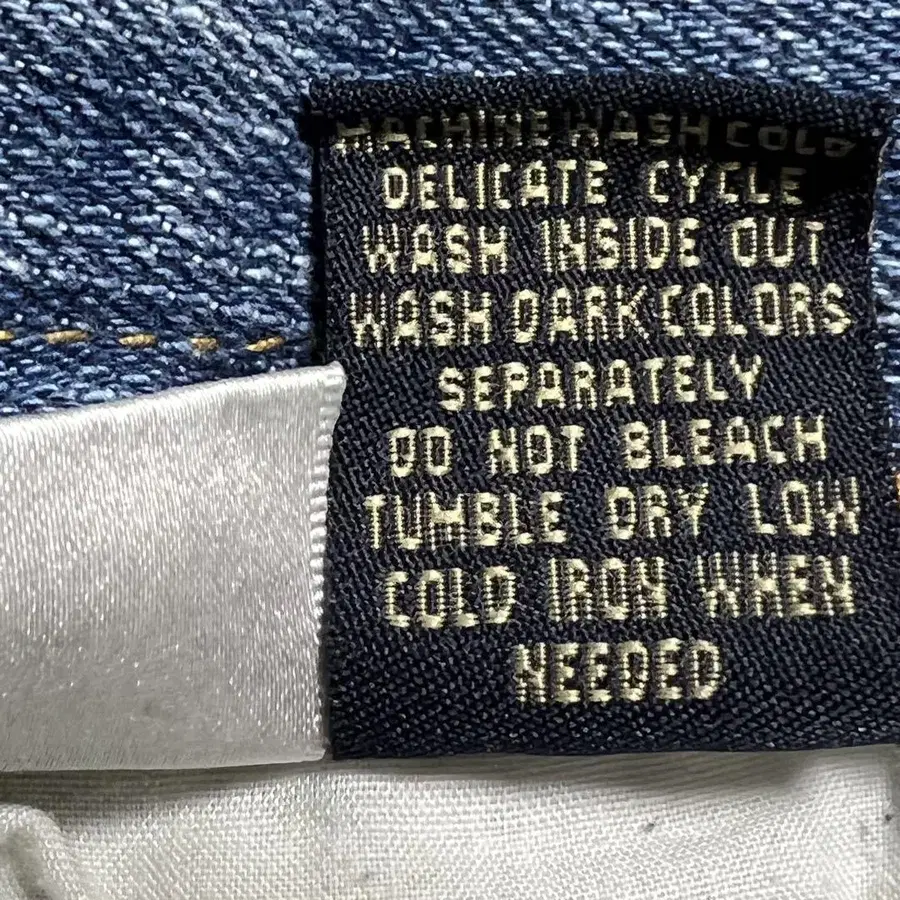 MACHINE WASH COLD
DELICATE CYCLE
WASH INSIDE OUT
WASH DARK COLORS
SEPARATELY
DO NOT BLEACH
TUMBLE DRY LOW
COLD IRON WHEN
NEEDED